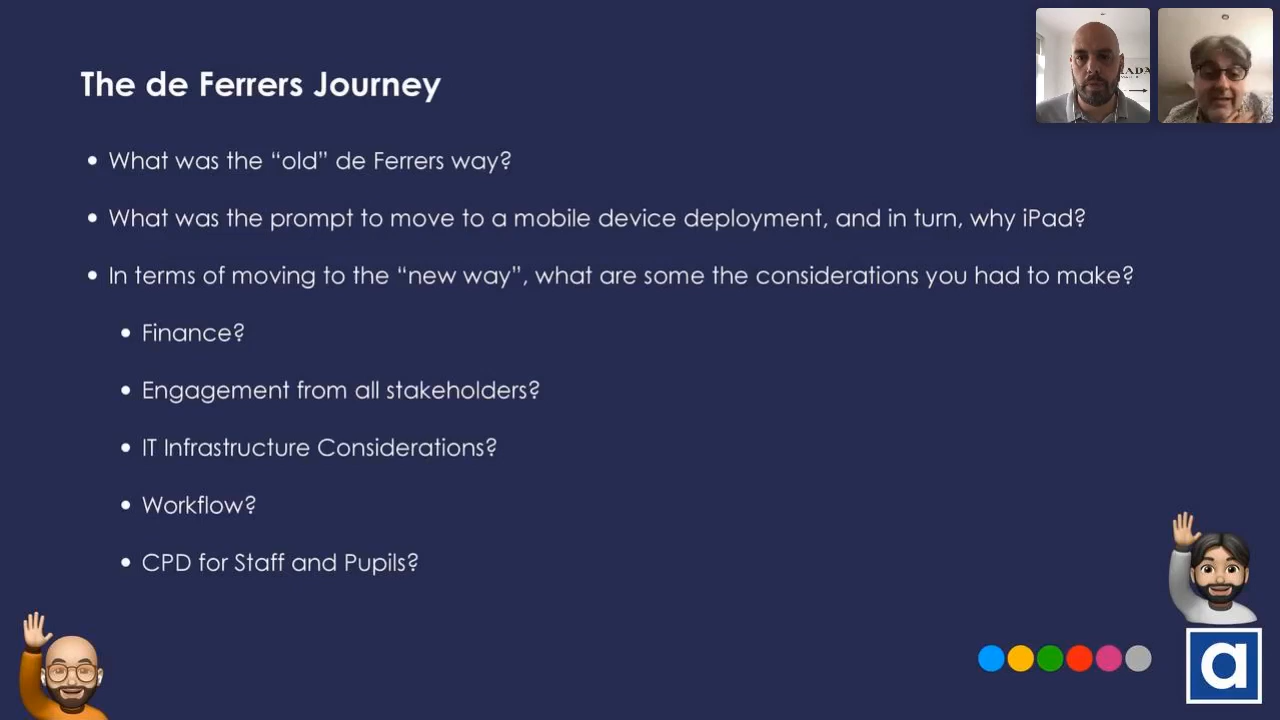 The de Ferrers Journey
• What was the “old” de Ferrers way?
• What was the prompt to move to a mobile device deployment, and in turn, why iPad?
• In terms of moving to the “new way”, what are some the considerations you had to make?
• Finance?
• Engagement from all stakeholders?
• IT Infrastructure Considerations?
• Workflow?
• CPD for Staff and Pupils?
a